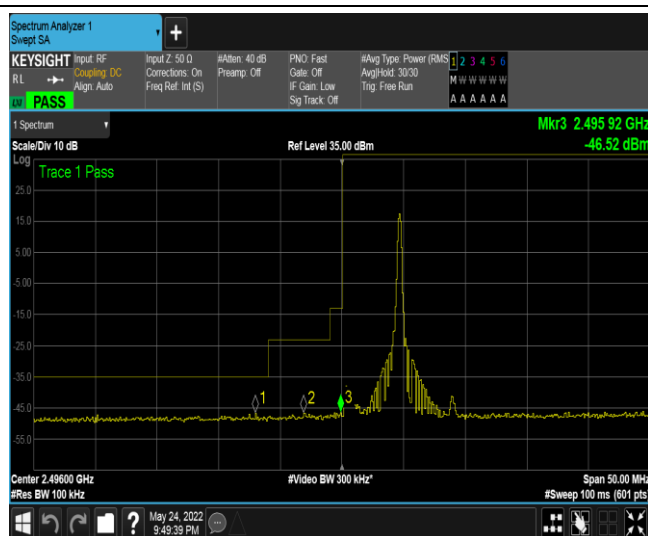 Spectrum Analyzer 1
Swept SA
+
KEYSIGHT
RL
LXI PASS
Input: RF
Coupling: DC
Align: Auto
Input Z: 50 Ω
Corrections: On
Freq Ref: Int (S)
#Atten: 40 dB
Preamp: Off
PNO: Fast
Gate: Off
IF Gain: Low
Sig Track: Off
#Avg Type: Power (RMS
Avg|Hold: 30/30
Trig: Free Run
1 2 3 4 5 6
M W W W W W
A A A A A A
1 Spectrum
Mkr3 2.495 92 GHz
Scale/Div 10 dB
Ref Level 35.00 dBm
-46.52 dBm
Log
Trace 1 Pass
25.0
15.0
5.00
-5.00
-15.0
-25.0
-35.0
1
2
3
-45.0
-55.0
Center 2.49600 GHz
#Video BW 300 kHz*
Span 50.00 MHz
#Res BW 100 kHz
#Sweep 100 ms (601 pts)
?
May 24, 2022
9:49:39 PM